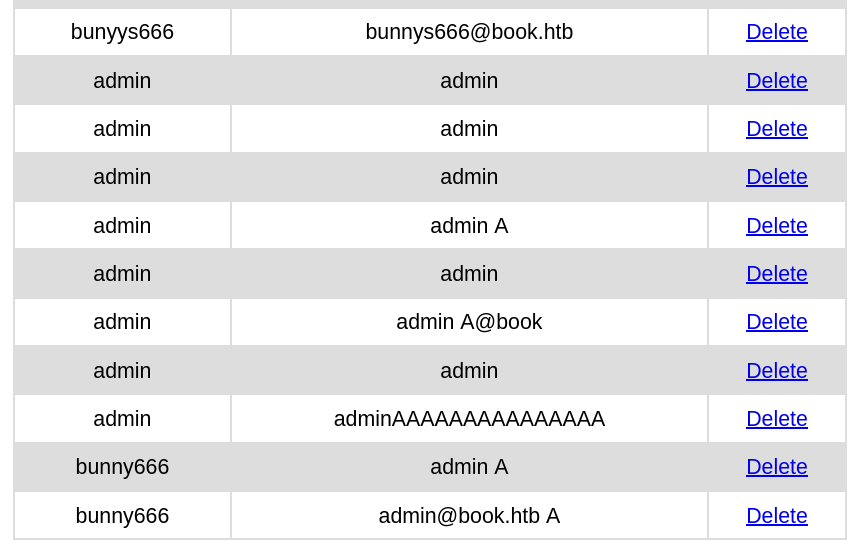 bunyys666 bunnys666@book.htb Delete
admin admin Delete
admin admin Delete
admin admin Delete
admin admin A Delete
admin admin Delete
admin admin A@book Delete
admin admin Delete
admin adminAAAAAAAAAAAAAAA Delete
bunny666 admin A Delete
bunny666 admin@book.htb A Delete